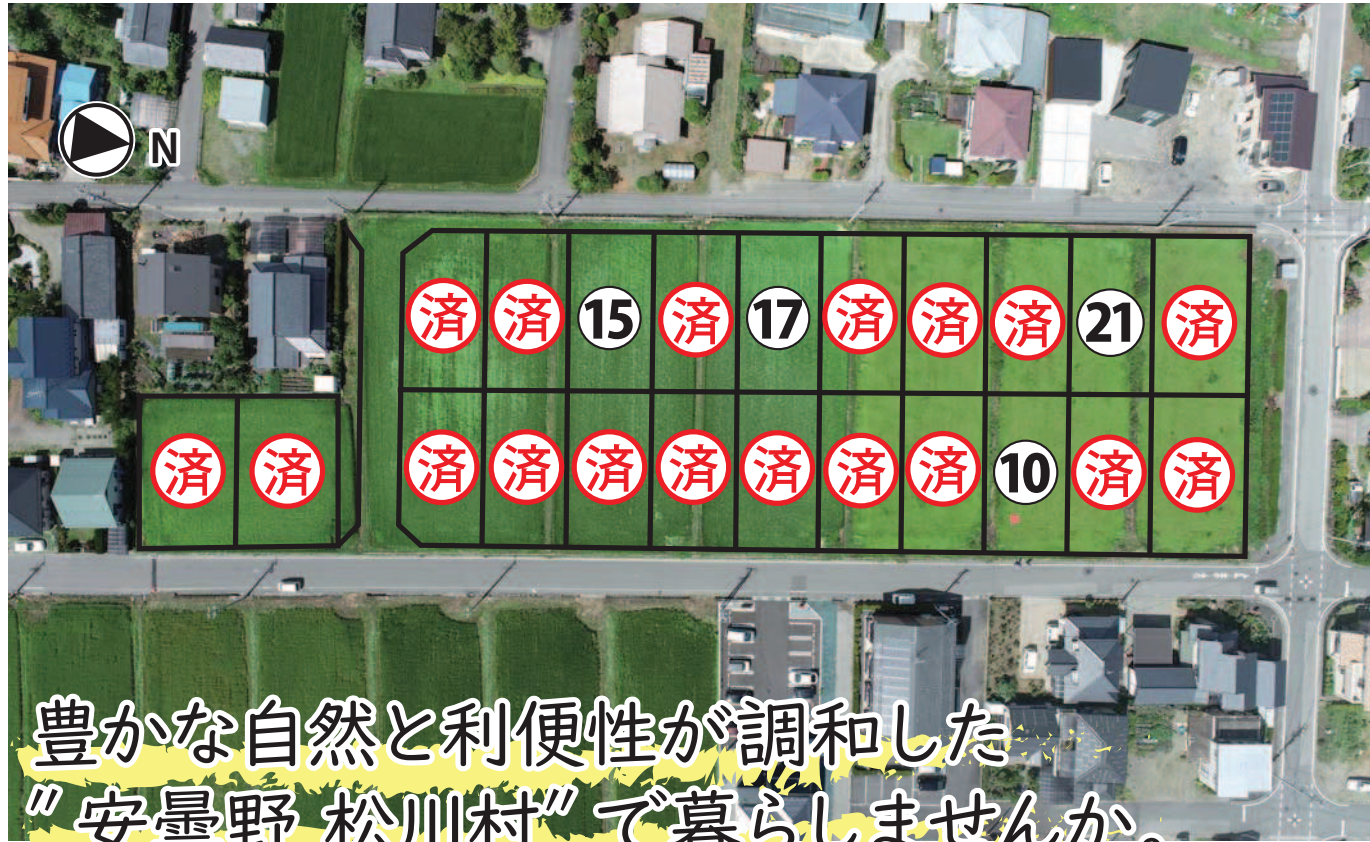 N
済 済 15 済 17 済 済 済 21 済
済 済 済 済 済 済 済 済 済 10 済 済
豊かな自然と利便性が調和した
"安曇野 松川村"で暮らしませんか。